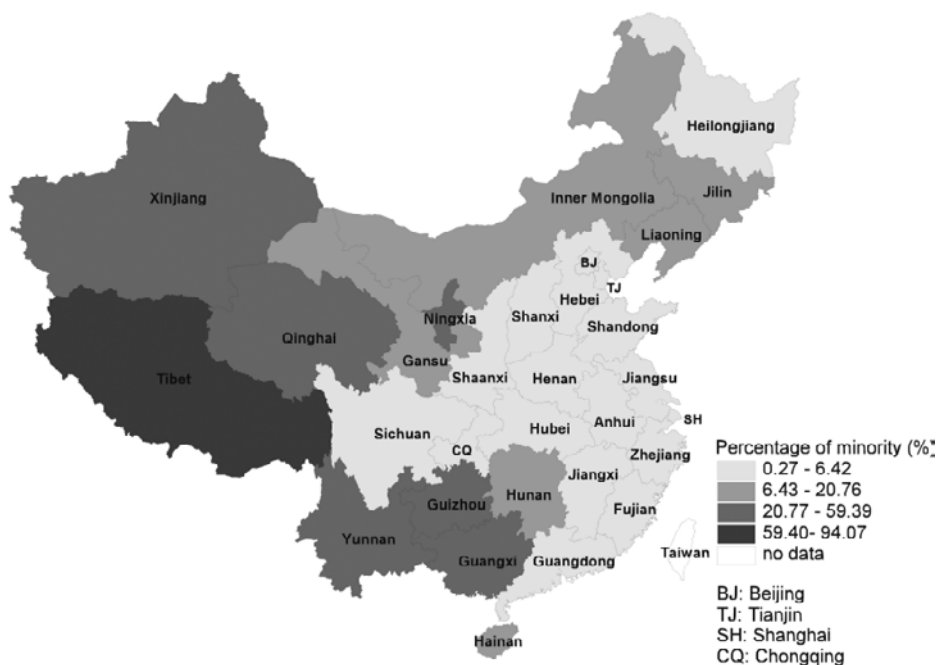 Heilongjiang
Xinjiang
Inner Mongolia
Jilin
Liaoning
BJ
TJ
Hebei
Ningxia
Shanxi
Shandong
Qinghai
Gansu
Tibet
Shaanxi
Henan
Jiangsu
Sichuan
Hubei
Anhui
SH
CQ
Zhejiang
Jiangxi
Hunan
Guizhou
Fujian
Yunnan
Guangxi
Guangdong
Taiwan
Hainan
Percentage of minority (%)
0.27 - 6.42
6.43 - 20.76
20.77 - 59.39
59.40- 94.07
no data
BJ: Beijing
TJ: Tianjin
SH: Shanghai
CQ: Chongqing